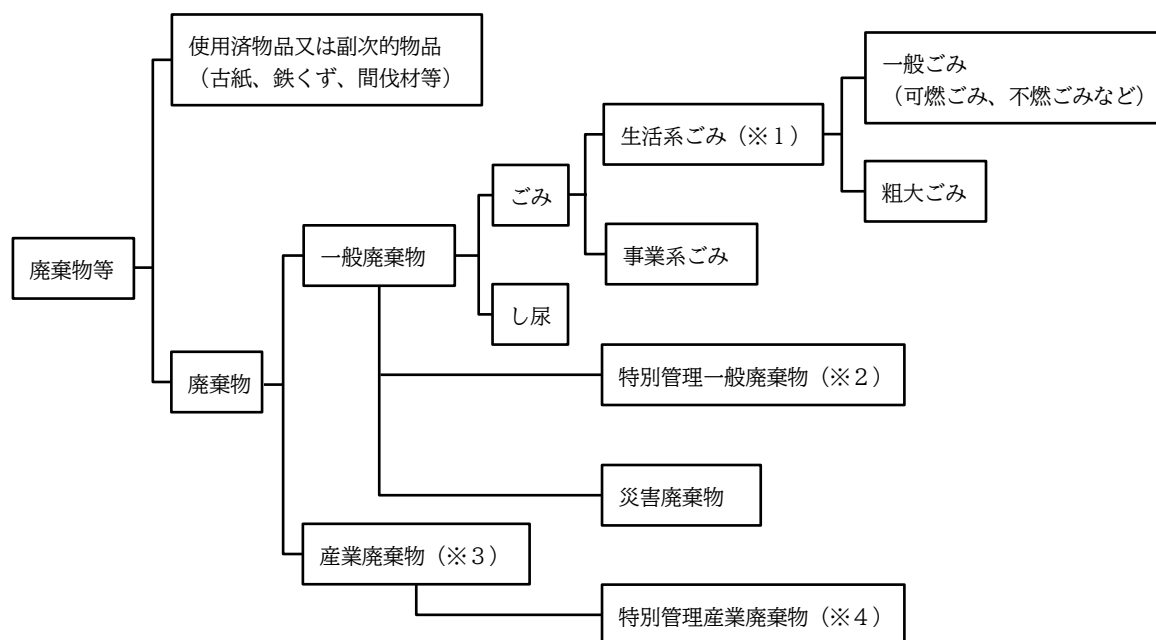 使用済物品又は副次的物品
（古紙、鉄くず、間伐材等）
一般ごみ
（可燃ごみ、不燃ごみなど）
生活系ごみ（※１）
ごみ
粗大ごみ
廃棄物等
一般廃棄物
事業系ごみ
し尿
廃棄物
特別管理一般廃棄物（※２）
災害廃棄物
産業廃棄物（※３）
特別管理産業廃棄物（※４）